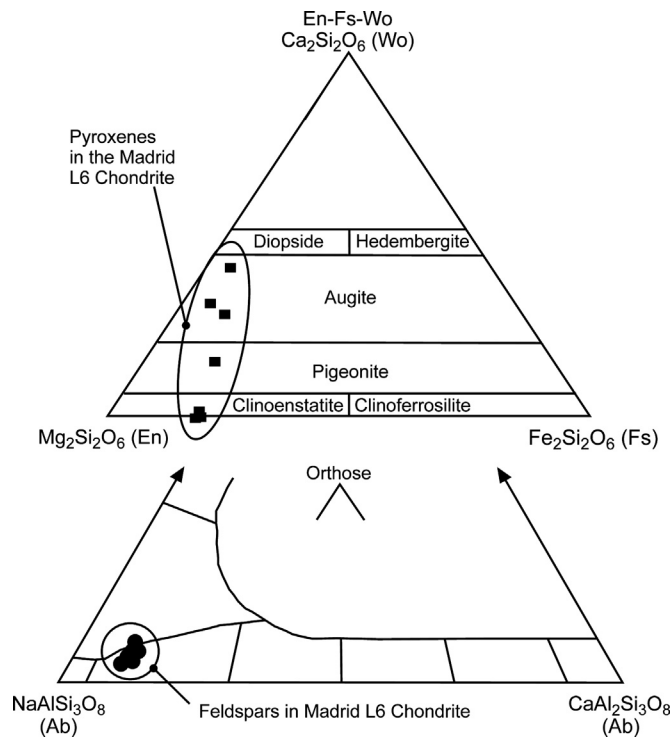 En-Fs-Wo
Ca₂Si₂O₆ (Wo)
Pyroxenes
in the Madrid
L6 Chondrite
Diopside
Hedembergite
Augite
Pigeonite
Clinoenstatite
Clinoferrosilite
Mg₂Si₂O₆ (En)
Fe₂Si₂O₆ (Fs)
Orthose
NaAlSi₃O₈
(Ab)
Feldspars in Madrid L6 Chondrite
CaAl₂Si₃O₈
(Ab)